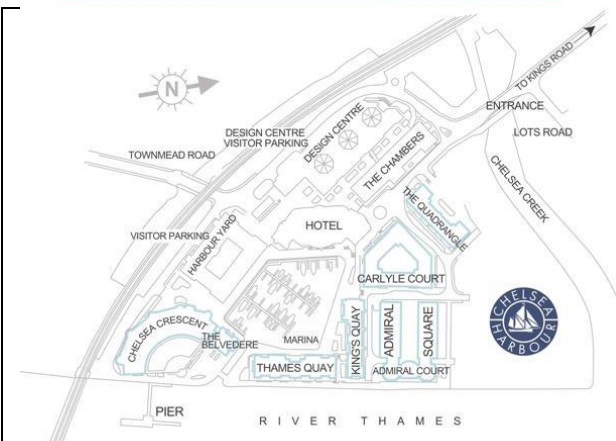 TO KINGS ROAD
N
ENTRANCE
DESIGN CENTRE
VISITOR PARKING
DESIGN CENTRE
LOTS ROAD
TOWNMEAD ROAD
THE CHAMBERS
CHELSEA CREEK
THE QUADRANGLE
HOTEL
VISITOR PARKING
HARBOUR YARD
CARLYLE COURT
CHELSEA CRESCENT
THE
BELVEDERE
MARINA
KING'S QUAY
ADMIRAL
SQUARE
CHELSEA
HARBOUR
THAMES QUAY
ADMIRAL COURT
PIER
RIVER THAMES